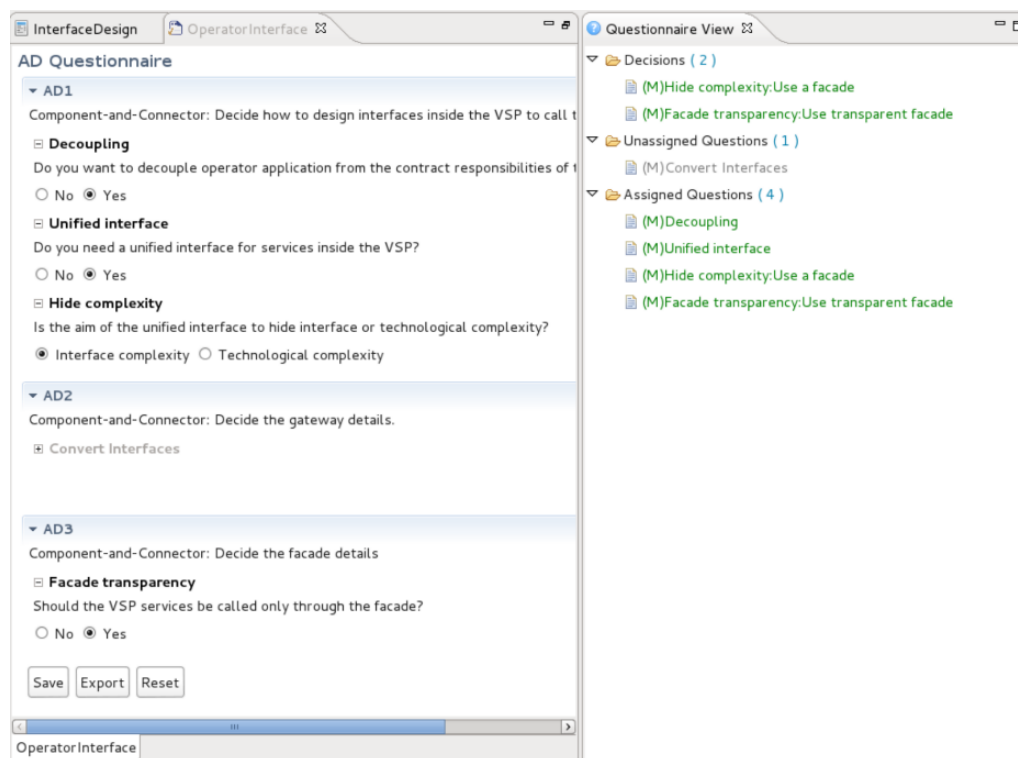 InterfaceDesign
OperatorInterface
AD Questionnaire
AD1
Component-and-Connector: Decide how to design interfaces inside the VSP to call
Decoupling
Do you want to decouple operator application from the contract responsibilities of
No Yes
Unified interface
Do you need a unified interface for services inside the VSP?
No Yes
Hide complexity
Is the aim of the unified interface to hide interface or technological complexity?
Interface complexity Technological complexity
AD2
Component-and-Connector: Decide the gateway details.
Convert Interfaces
AD3
Component-and-Connector: Decide the facade details
Facade transparency
Should the VSP services be called only through the facade?
No Yes
Save Export Reset
OperatorInterface
Questionnaire View
Decisions ( 2 )
(M)Hide complexity:Use a facade
(M)Facade transparency:Use transparent facade
Unassigned Questions ( 1 )
(M)Convert Interfaces
Assigned Questions ( 4 )
(M)Decoupling
(M)Unified interface
(M)Hide complexity:Use a facade
(M)Facade transparency:Use transparent facade